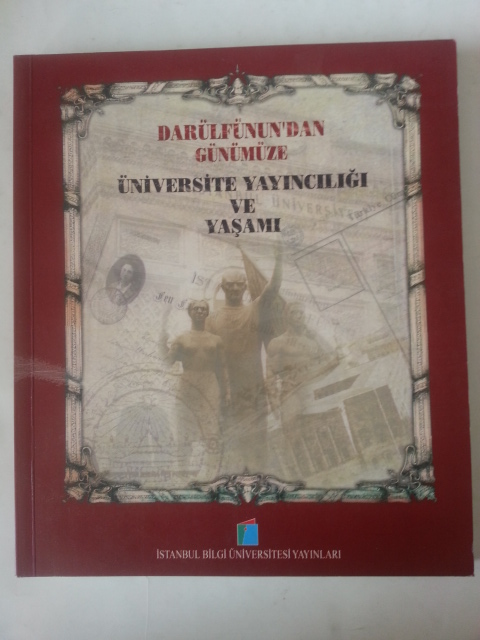 DARÜLFÜNUN'DAN
GÜNÜMÜZE
ÜNİVERSİTE YAYINCILIĞI
VE
YAŞAMI
İSTANBUL BİLGİ ÜNİVERSİTESİ YAYINLARI